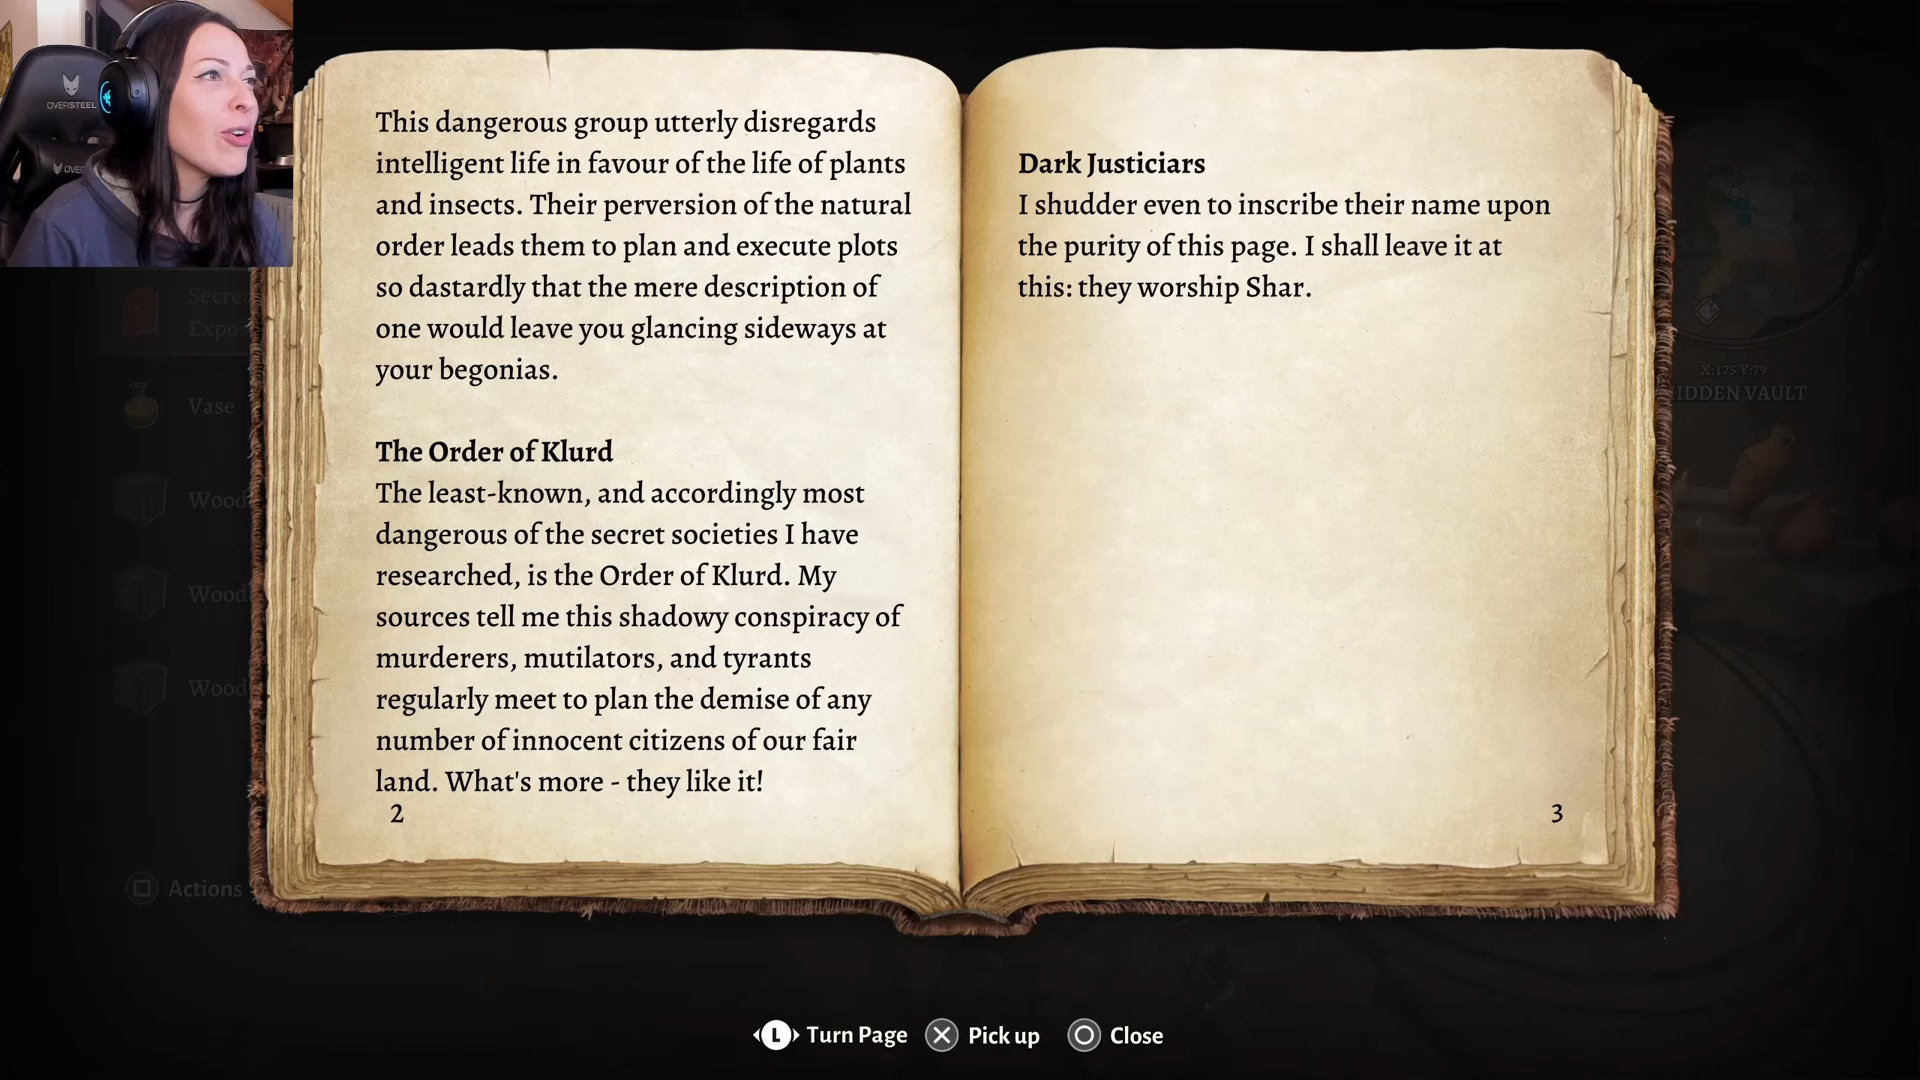 OVERSTEEL
This dangerous group utterly disregards
intelligent life in favour of the life of plants
and insects. Their perversion of the natural
order leads them to plan and execute plots
so dastardly that the mere description of
one would leave you glancing sideways at
your begonias.
The Order of Klurd
The least-known, and accordingly most
dangerous of the secret societies I have
researched, is the Order of Klurd. My
sources tell me this shadowy conspiracy of
murderers, mutilators, and tyrants
regularly meet to plan the demise of any
number of innocent citizens of our fair
land. What's more - they like it!
2
Dark Justiciars
I shudder even to inscribe their name upon
the purity of this page. I shall leave it at
this: they worship Shar.
3
Vase
X:175 Y:79
IDDEN VAULT
Actions
L Turn Page
Pick up
Close